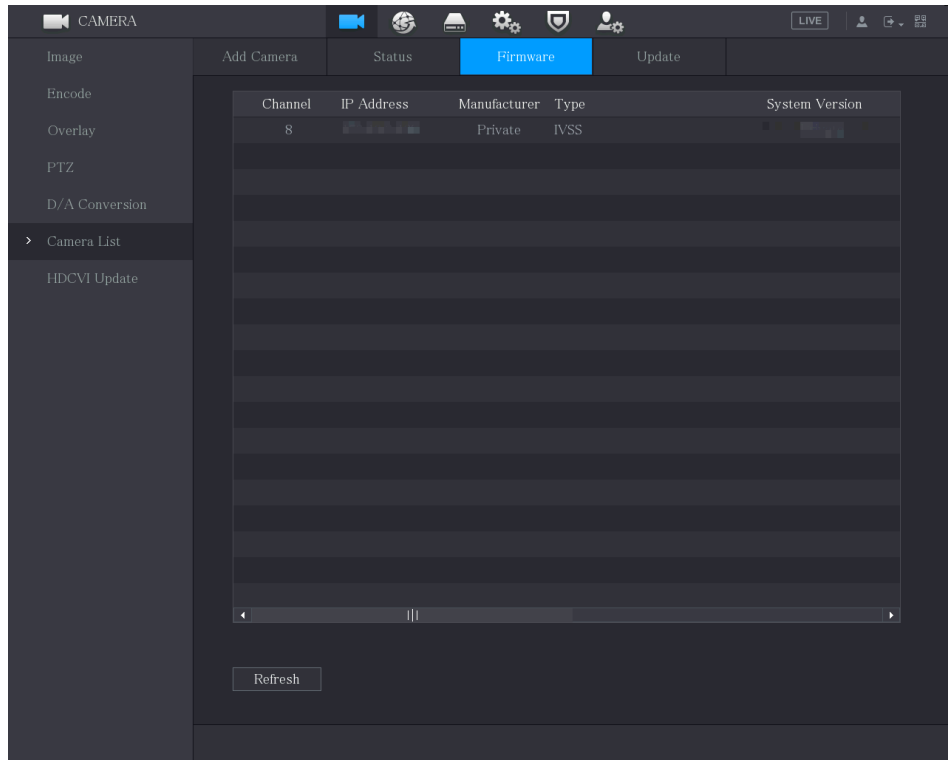 CAMERA LIVE
Image Add Camera Status Firmware Update
Encode
Channel IP Address Manufacturer Type System Version
Overlay 8 Private IVSS
PTZ
D/A Conversion
Camera List
HDCVI Update
Refresh